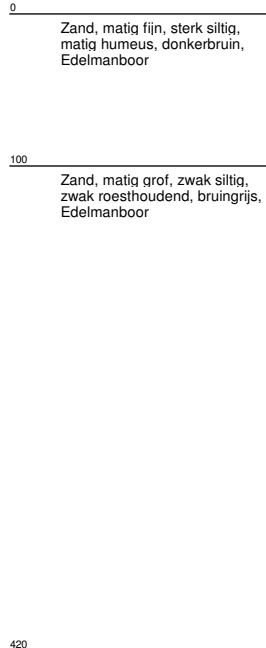 0
Zand, matig fijn, sterk siltig,
matig humeus, donkerbruin,
Edelmanboor
100
Zand, matig grof, zwak siltig,
zwak roesthoudend, bruingrijs,
Edelmanboor
420